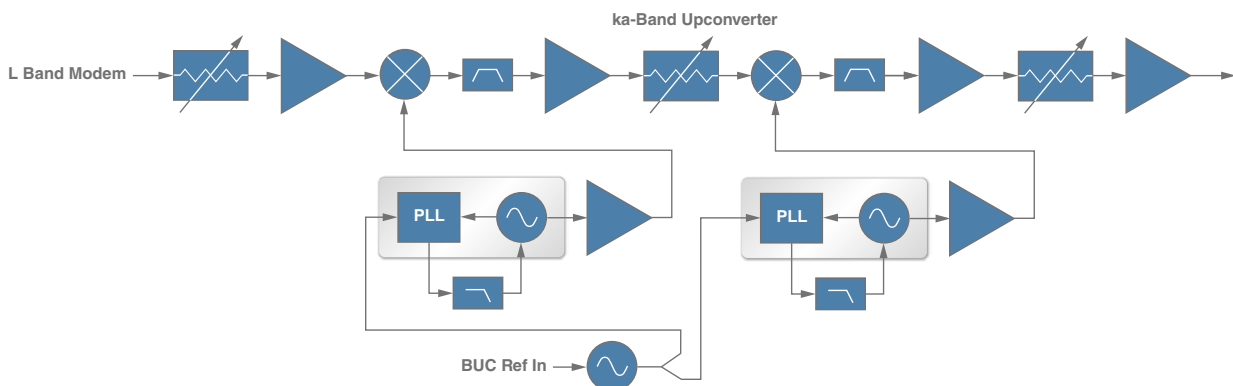 ka-Band Upconverter
L Band Modem
PLL
PLL
BUC Ref In